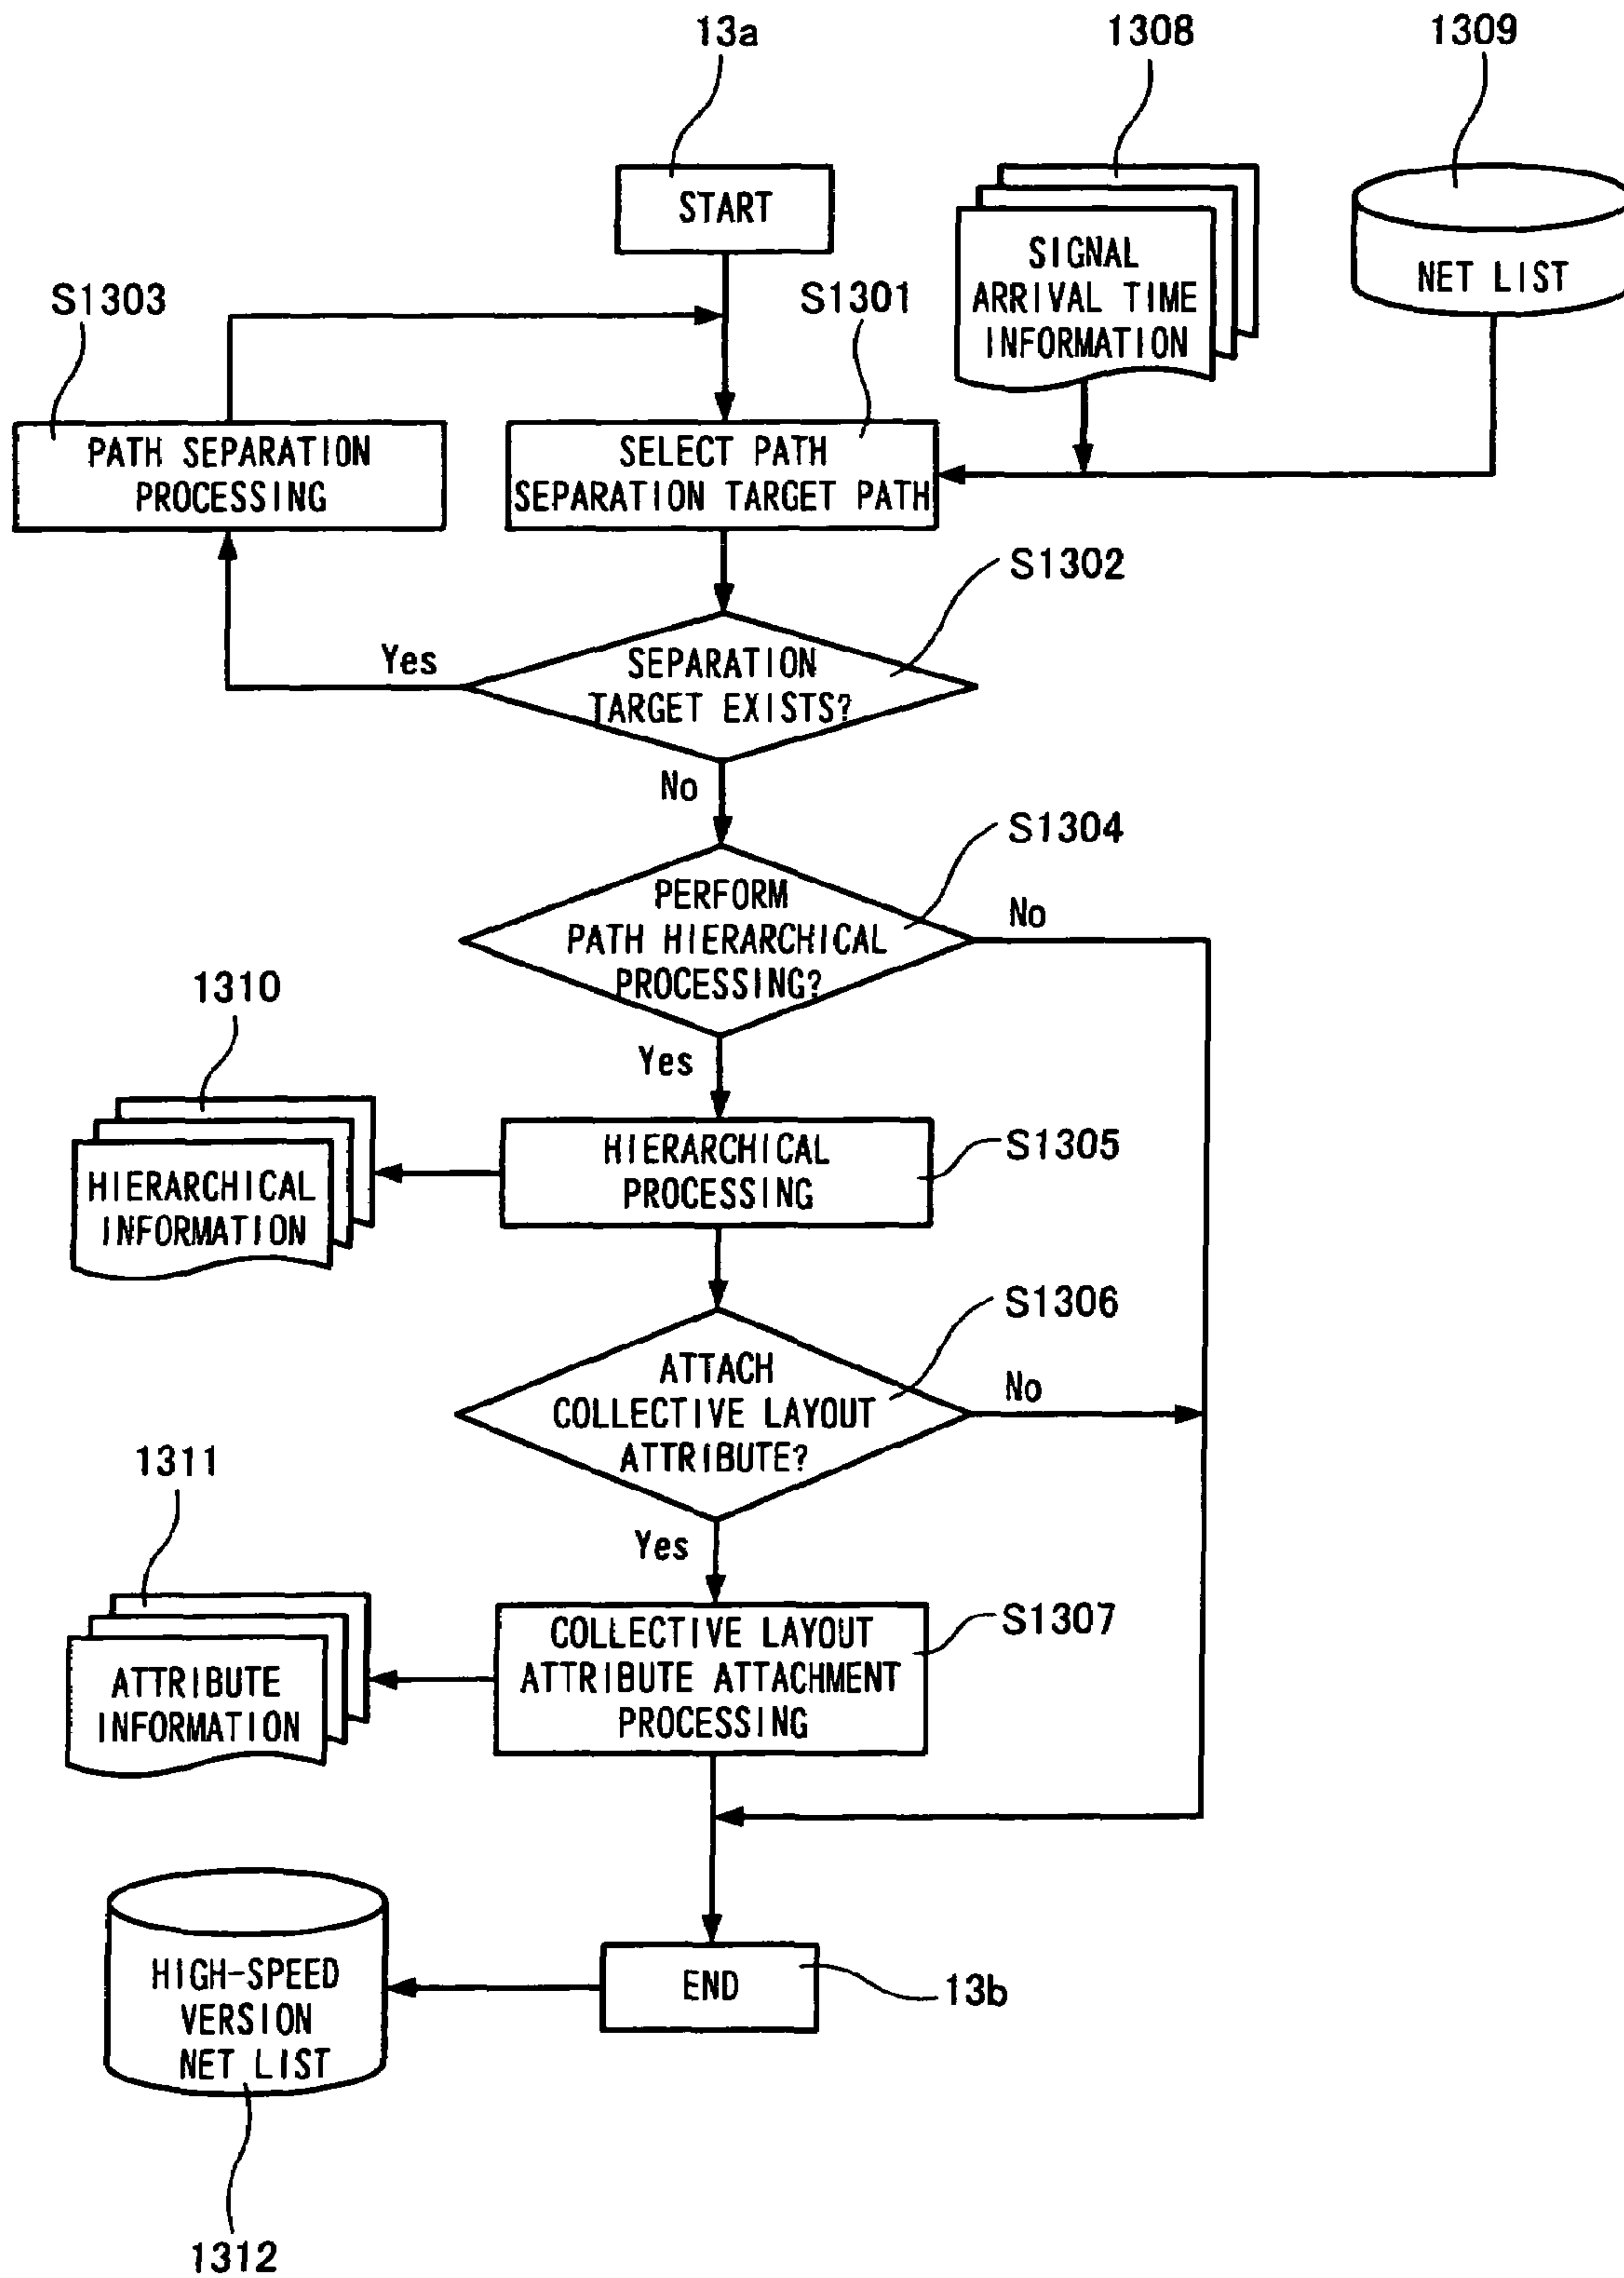 13a
1308
1309
START
SIGNAL
ARRIVAL TIME
INFORMATION
NET LIST
S1303
S1301
PATH SEPARATION
PROCESSING
SELECT PATH
SEPARATION TARGET PATH
S1302
Yes
SEPARATION
TARGET EXISTS?
No
S1304
PERFORM
PATH HIERARCHICAL
PROCESSING?
No
1310
Yes
HIERARCHICAL
INFORMATION
HIERARCHICAL
PROCESSING
S1305
S1306
ATTACH
COLLECTIVE LAYOUT
ATTRIBUTE?
No
1311
Yes
ATTRIBUTE
INFORMATION
COLLECTIVE LAYOUT
ATTRIBUTE ATTACHMENT
PROCESSING
S1307
HIGH-SPEED
VERSION
NET LIST
END
13b
1312